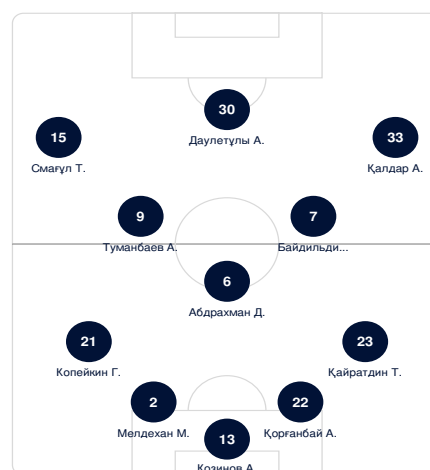 30
Даулетұлы А.
15
33
Смағұл Т.
Қалдар А.
9
7
Туманбаев А.
Байдильди...
6
Абдрахман Д.
21
23
Копейкин Г.
Қайратдин Т.
2
22
Мелдехан М.
Қорғанбай А.
13
Козинов А.